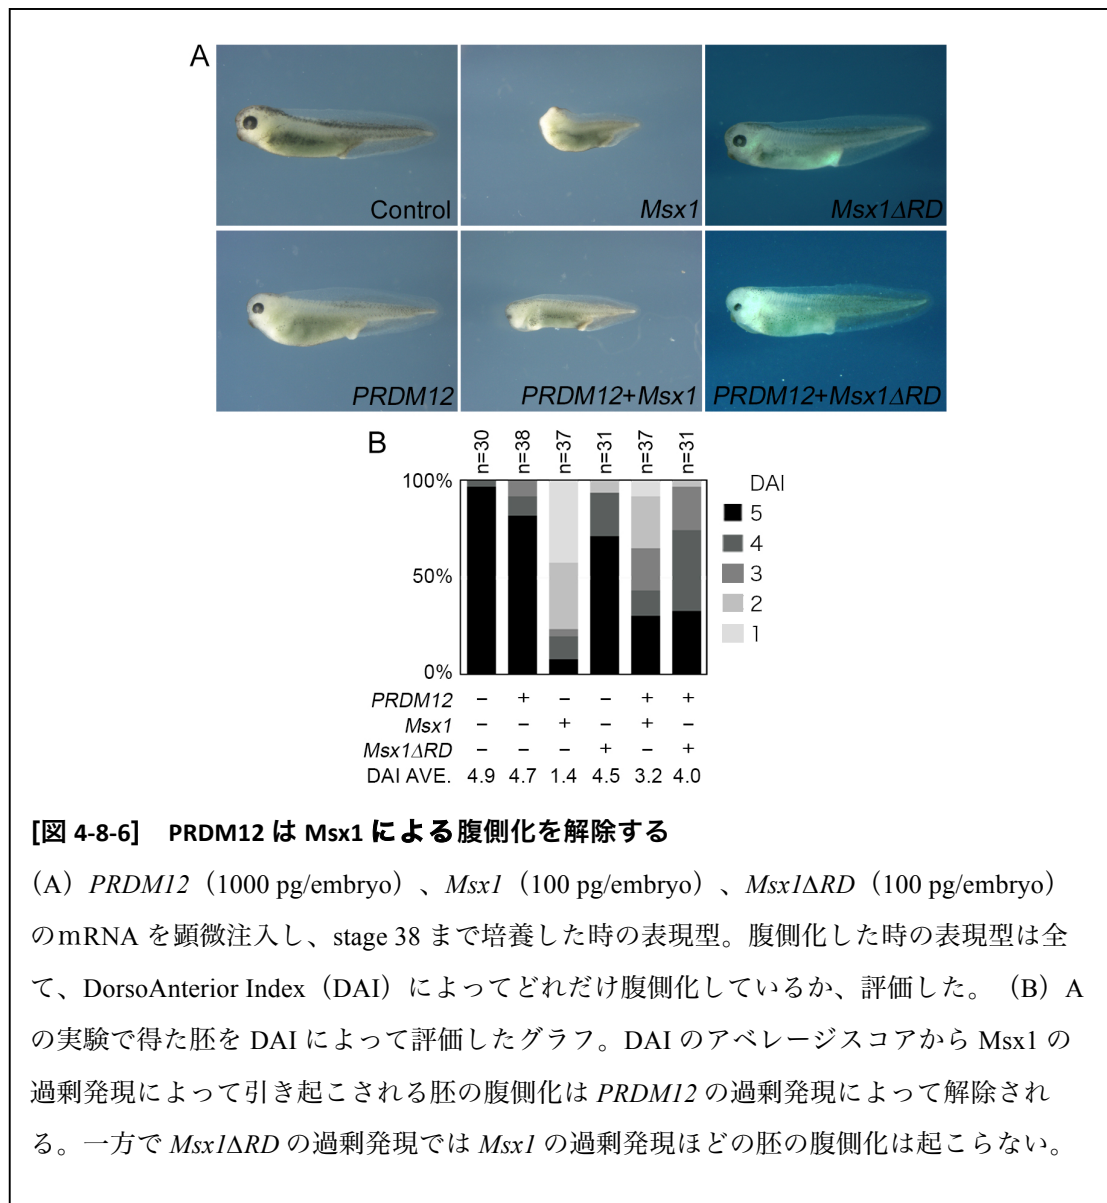 A
Control
Msx1
Msx1ΔRD
PRDM12
PRDM12+Msx1
PRDM12+Msx1ΔRD
B
n=30 n=38 n=37 n=31 n=37 n=31
100%
50%
0%
DAI
5
4
3
2
1
PRDM12 − + − − + +
Msx1 − − + − + −
Msx1ΔRD − − − + − +
DAI AVE. 4.9 4.7 1.4 4.5 3.2 4.0
[図 4-8-6] PRDM12 は Msx1 による腹側化を解除する
(A)PRDM12(1000 pg/embryo)、Msx1(100 pg/embryo)、Msx1ΔRD(100 pg/embryo)
のmRNA を顕微注入し、stage 38 まで培養した時の表現型。腹側化した時の表現型は全
て、DorsoAnterior Index(DAI)によってどれだけ腹側化しているか、評価した。(B)A
の実験で得た胚を DAI によって評価したグラフ。DAI のアベレージスコアから Msx1 の
過剰発現によって引き起こされる胚の腹側化は PRDM12 の過剰発現によって解除され
る。一方で Msx1ΔRD の過剰発現では Msx1 の過剰発現ほどの胚の腹側化は起こらない。